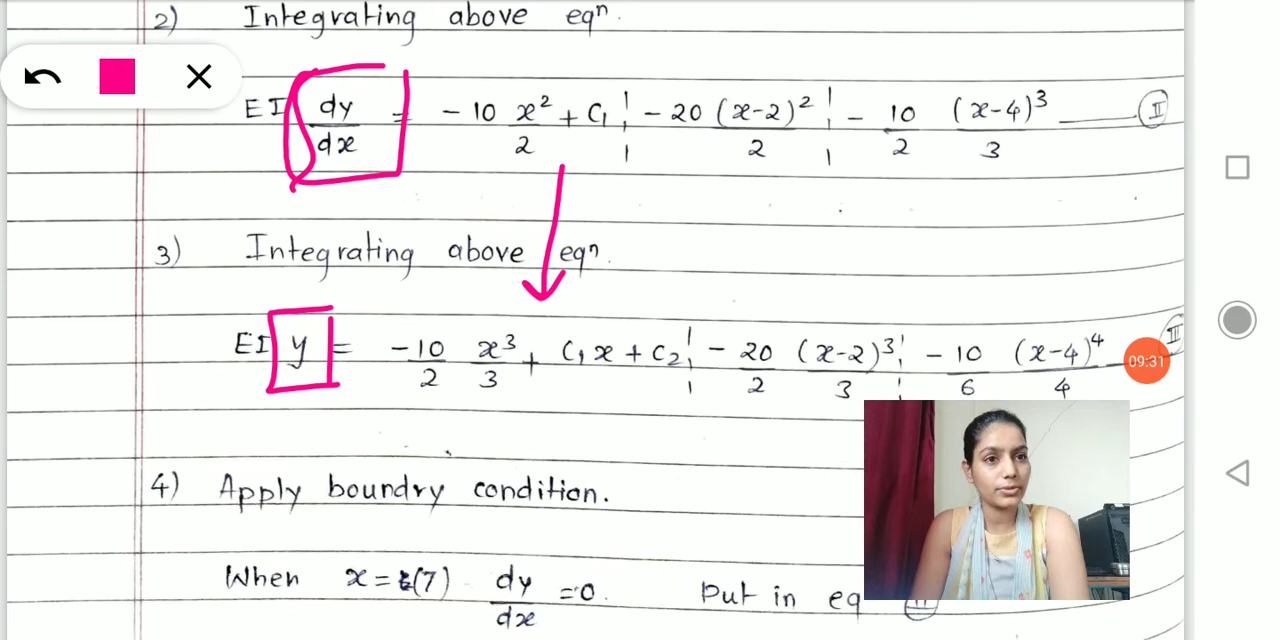 2) Integrating above eqⁿ.
EI dy/dx = - 10 x²/2 + C₁ ¦ - 20 (x-2)²/2 ¦ - 10/2 (x-4)³/3 —— II
3) Integrating above eqⁿ.
EI y = -10/2 x³/3 + C₁x + C₂ ¦ - 20/2 (x-2)³/3 ¦ - 10/6 (x-4)⁴/4
09:31
4) Apply boundry condition.
When x = (7) dy/dx = 0. Put in eq II